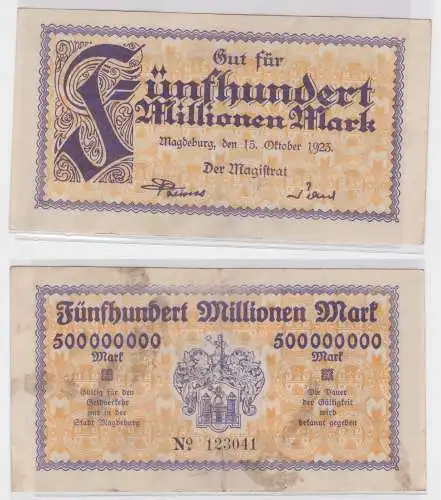 Gut für
Fünfhundert
Millionen Mark
Magdeburg, den 15. Oktober 1923.
Der Magistrat
Fünfhundert Millionen Mark
500000000 500000000
Mark Mark
Gültig für den
Geldverkehr
nur in der
Stadt Magdeburg
Die Dauer
der Gültigkeit
wird
bekannt gegeben
No. 123041